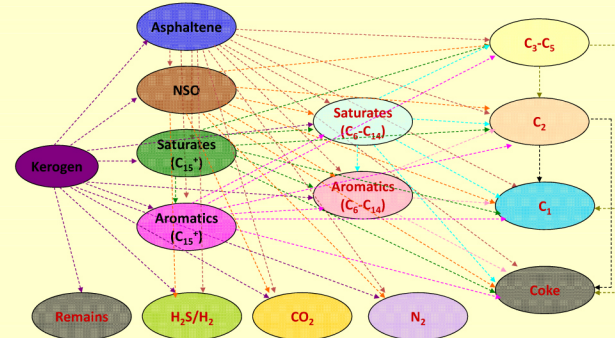 Asphaltene
C₃-C₅
NSO
Saturates
(C₆-C₁₄)
C₂
Saturates
(C₁₅⁺)
Kerogen
Aromatics
(C₆-C₁₄)
C₁
Aromatics
(C₁₅⁺)
Coke
Remains
H₂S/H₂
CO₂
N₂